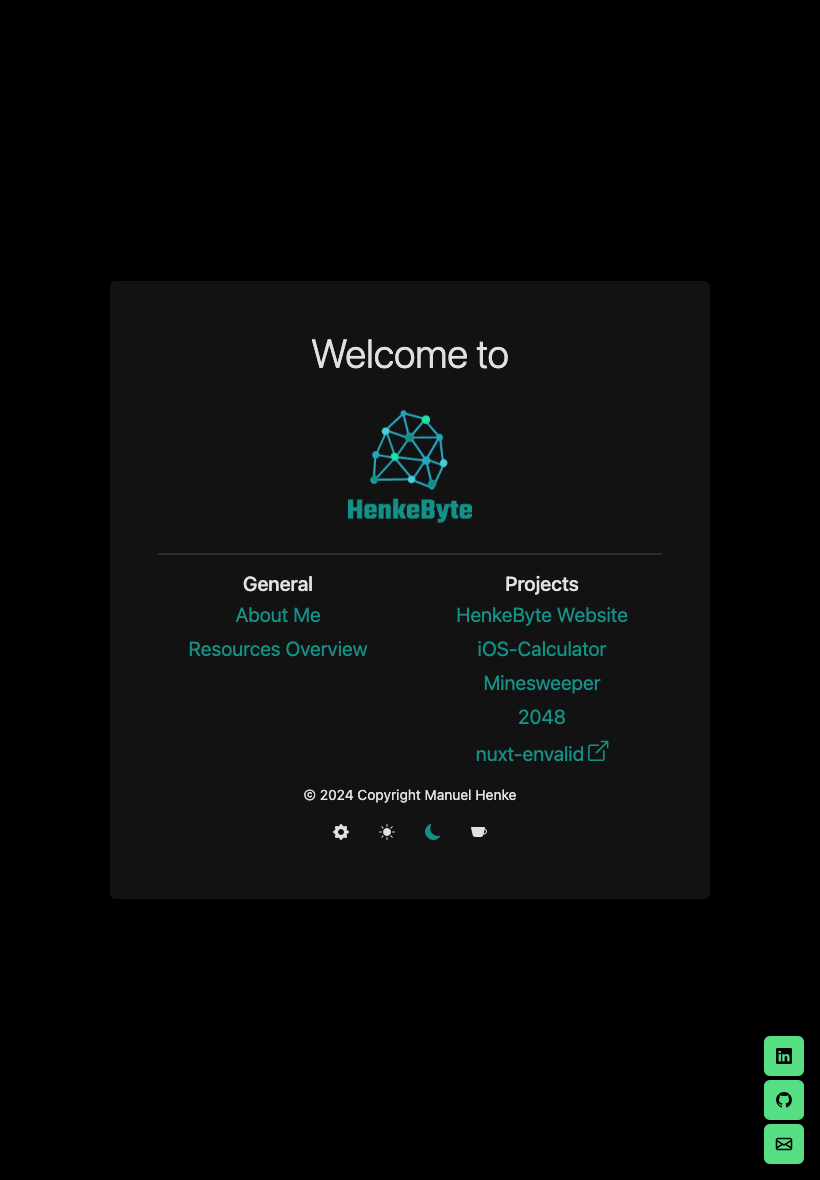 Welcome to
HenkeByte
General
About Me
Resources Overview
Projects
HenkeByte Website
iOS-Calculator
Minesweeper
2048
nuxt-envalid
© 2024 Copyright Manuel Henke
in